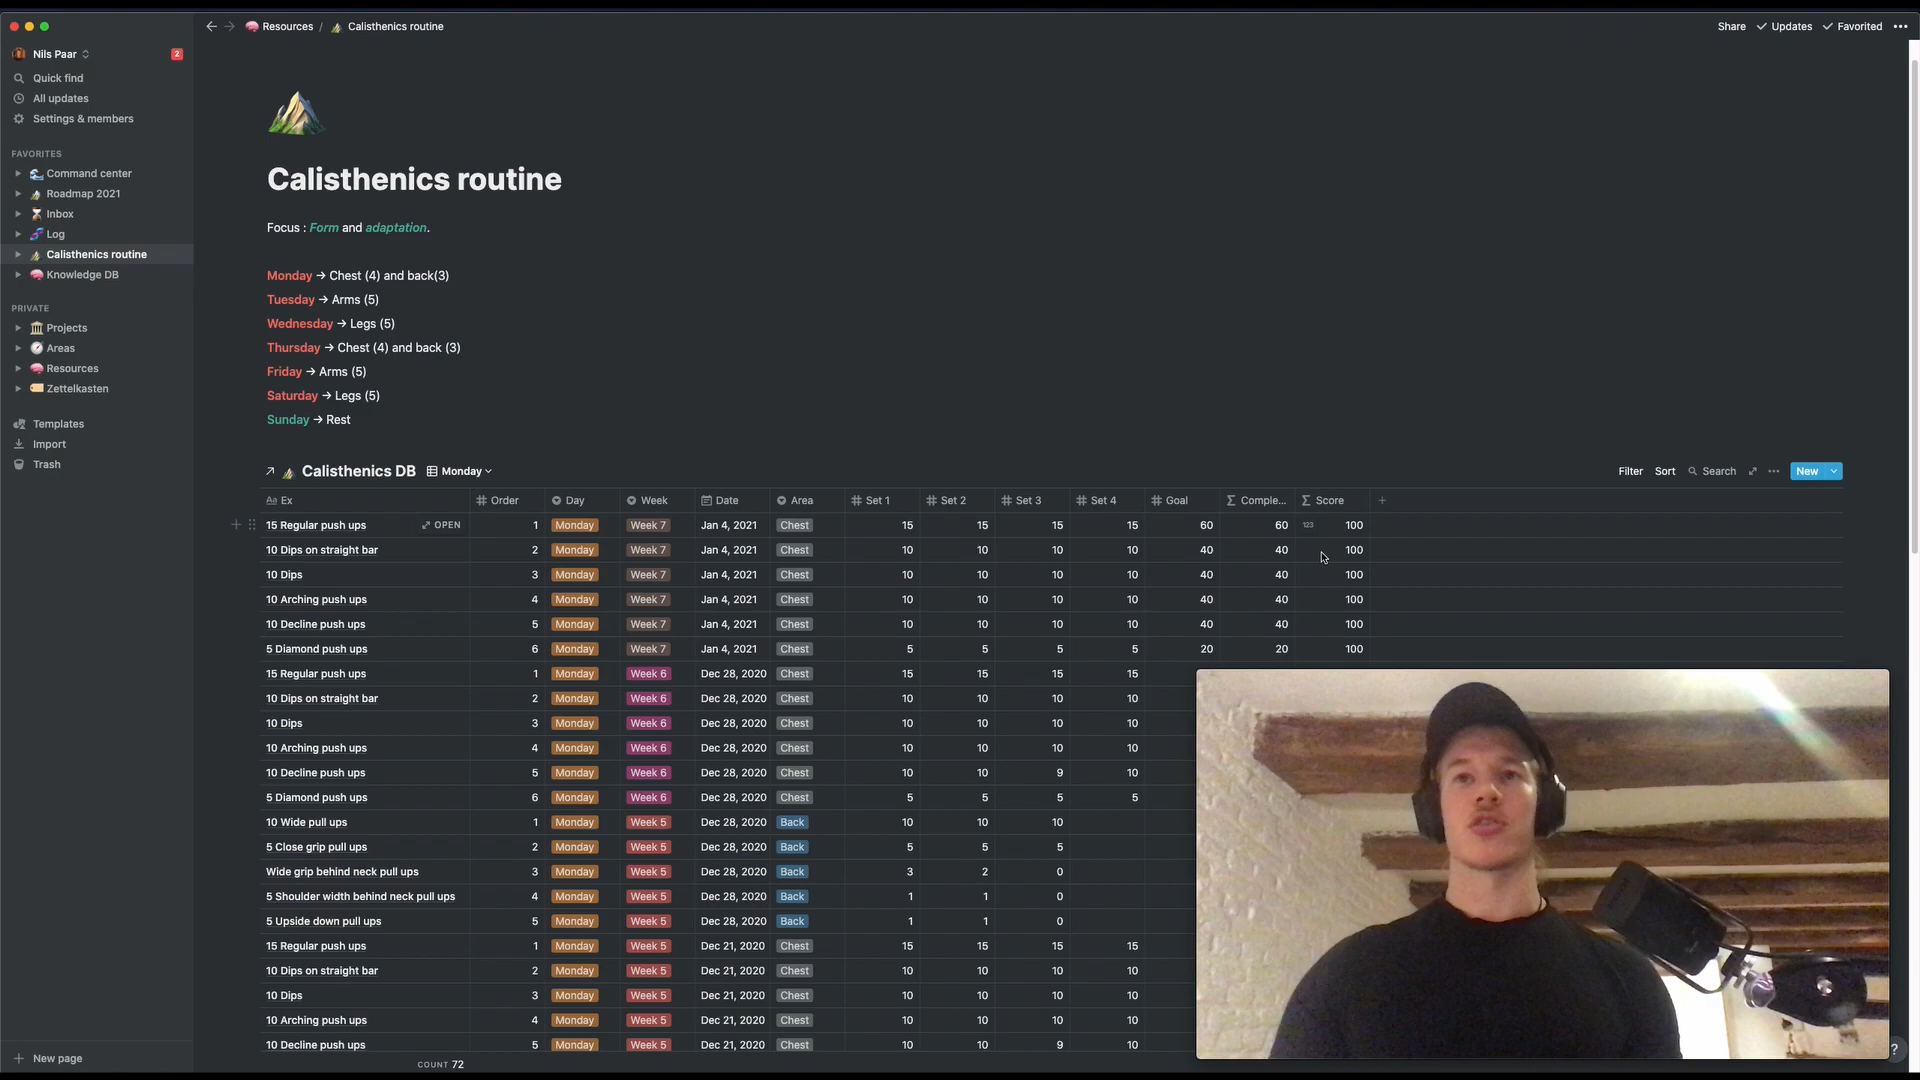 Resources / Calisthenics routine
Share Updates Favorited
Nils Paar 2
Quick find
All updates
Settings & members
FAVORITES
Command center
Roadmap 2021
Inbox
Log
Calisthenics routine
Knowledge DB
PRIVATE
Projects
Areas
Resources
Zettelkasten
Templates
Import
Trash
New page
Calisthenics routine
Focus : Form and adaptation.
Monday → Chest (4) and back(3)
Tuesday → Arms (5)
Wednesday → Legs (5)
Thursday → Chest (4) and back (3)
Friday → Arms (5)
Saturday → Legs (5)
Sunday → Rest
Calisthenics DB Monday
Filter Sort Search New
Aa Ex Order Day Week Date Area Set 1 Set 2 Set 3 Set 4 Goal Comple... Score
15 Regular push ups OPEN 1 Monday Week 7 Jan 4, 2021 Chest 15 15 15 15 60 60 123 100
10 Dips on straight bar 2 Monday Week 7 Jan 4, 2021 Chest 10 10 10 10 40 40 100
10 Dips 3 Monday Week 7 Jan 4, 2021 Chest 10 10 10 10 40 40 100
10 Arching push ups 4 Monday Week 7 Jan 4, 2021 Chest 10 10 10 10 40 40 100
10 Decline push ups 5 Monday Week 7 Jan 4, 2021 Chest 10 10 10 10 40 40 100
5 Diamond push ups 6 Monday Week 7 Jan 4, 2021 Chest 5 5 5 5 20 20 100
15 Regular push ups 1 Monday Week 6 Dec 28, 2020 Chest 15 15 15 15
10 Dips on straight bar 2 Monday Week 6 Dec 28, 2020 Chest 10 10 10 10
10 Dips 3 Monday Week 6 Dec 28, 2020 Chest 10 10 10 10
10 Arching push ups 4 Monday Week 6 Dec 28, 2020 Chest 10 10 10 10
10 Decline push ups 5 Monday Week 6 Dec 28, 2020 Chest 10 10 9 10
5 Diamond push ups 6 Monday Week 6 Dec 28, 2020 Chest 5 5 5 5
10 Wide pull ups 1 Monday Week 5 Dec 28, 2020 Back 10 10 10
5 Close grip pull ups 2 Monday Week 5 Dec 28, 2020 Back 5 5 5
Wide grip behind neck pull ups 3 Monday Week 5 Dec 28, 2020 Back 3 2 0
5 Shoulder width behind neck pull ups 4 Monday Week 5 Dec 28, 2020 Back 1 1 0
5 Upside down pull ups 5 Monday Week 5 Dec 28, 2020 Back 1 1 0
15 Regular push ups 1 Monday Week 5 Dec 21, 2020 Chest 15 15 15 15
10 Dips on straight bar 2 Monday Week 5 Dec 21, 2020 Chest 10 10 10 10
10 Dips 3 Monday Week 5 Dec 21, 2020 Chest 10 10 10 10
10 Arching push ups 4 Monday Week 5 Dec 21, 2020 Chest 10 10 10 10
10 Decline push ups 5 Monday Week 5 Dec 21, 2020 Chest 10 10 9 10
COUNT 72
?